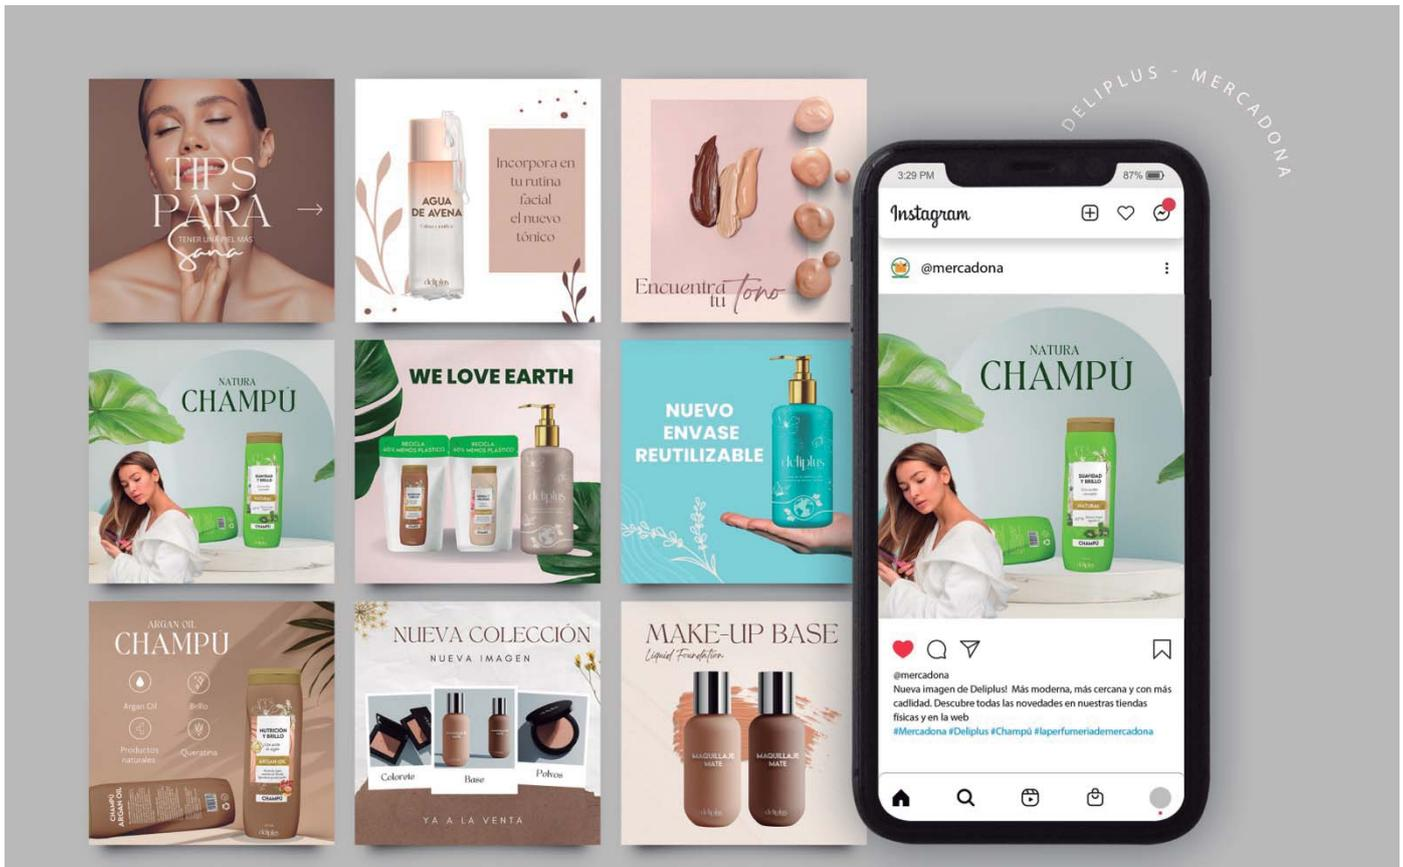 DELIPLUS - MERCADONA
TIPS
PARA
TENER UNA PIEL MÁS
Sana
AGUA
DE AVENA
deliplus
Incorpora en
tu rutina
facial
el nuevo
tónico
Encuentra
tu tono
NATURA
CHAMPÚ
SUAVIDAD
Y BRILLO
NATURAL
CHAMPÚ
deliplus
WE LOVE EARTH
RECICLA
40% MENOS PLÁSTICO
RECICLA
40% MENOS PLÁSTICO
deliplus
NUEVO
ENVASE
REUTILIZABLE
deliplus
ARGAN OIL
CHAMPÚ
Argan Oil
Brillo
Productos
naturales
Queratina
NUTRICIÓN
Y BRILLO
ARGAN OIL
CHAMPÚ
deliplus
CHAMPÚ
ARGAN OIL
NUEVA COLECCIÓN
NUEVA IMAGEN
Colorete
Base
Polvos
YA A LA VENTA
MAKE-UP BASE
Liquid Foundation
MAQUILLAJE
MATE
deliplus
MAQUILLAJE
MATE
deliplus
3:29 PM
87%
Instagram
@mercadona
NATURA
CHAMPÚ
SUAVIDAD
Y BRILLO
NATURAL
CHAMPÚ
deliplus
@mercadona
Nueva imagen de Deliplus! Más moderna, más cercana y con más
cadlidad. Descubre todas las novedades en nuestras tiendas
físicas y en la web
#Mercadona #Deliplus #Champú #laperfumeriademercadona